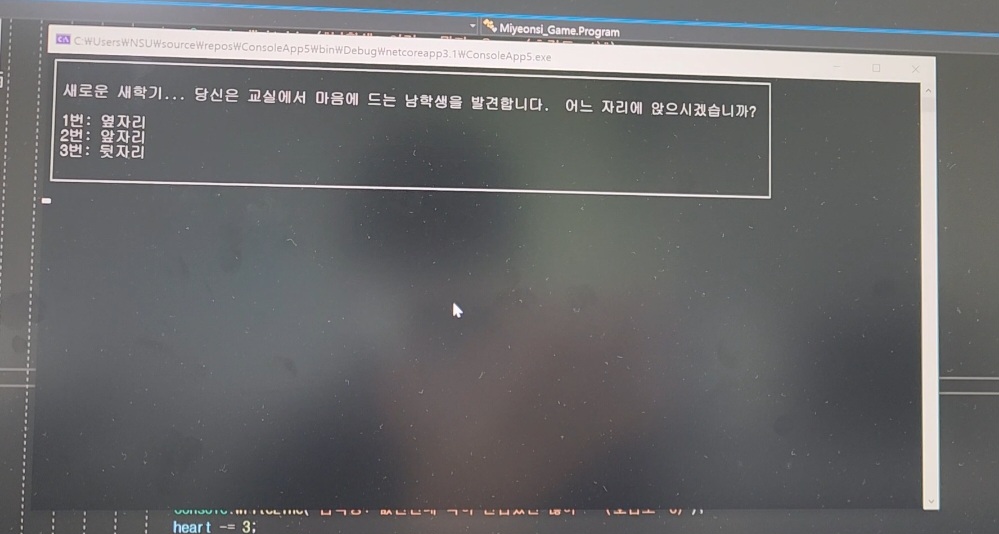 Miyeonsi_Game.Program
C:₩Users₩NSU₩source₩repos₩ConsoleApp5₩bin₩Debug₩netcoreapp3.1₩ConsoleApp5.exe
새로운 새학기... 당신은 교실에서 마음에 드는 남학생을 발견합니다. 어느 자리에 앉으시겠습니까?
1번: 옆자리
2번: 앞자리
3번: 뒷자리
heart -= 3;